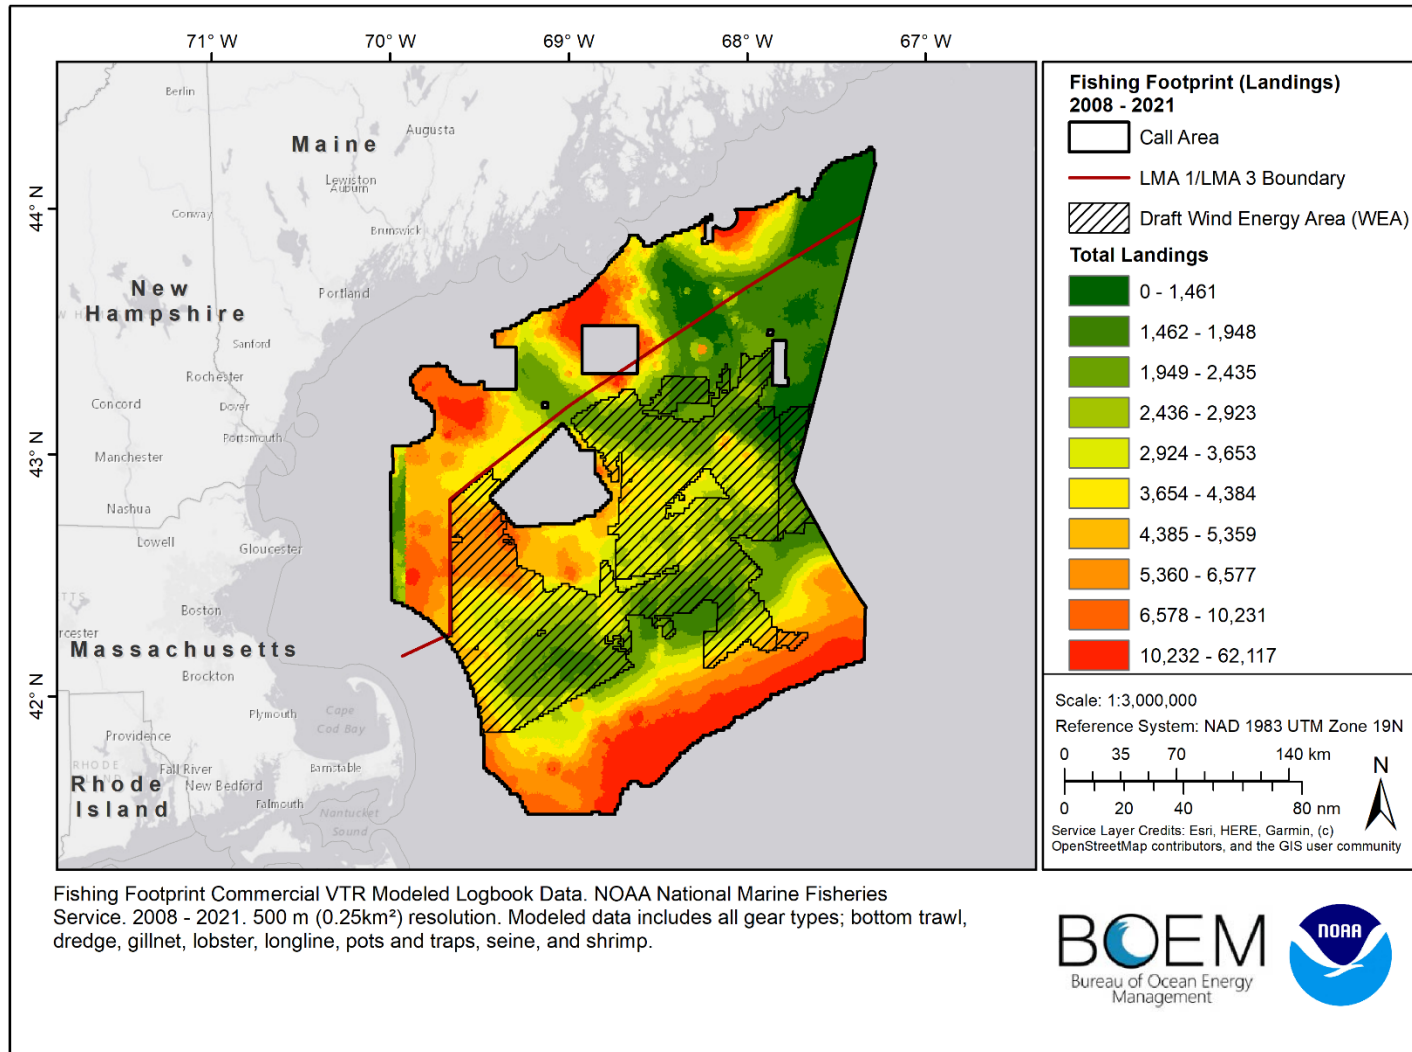 71° W
70° W
69° W
68° W
67° W
44° N
43° N
42° N
Berlin
Augusta
Maine
Lewiston
Auburn
Conway
Brunswick
New
Hampshire
Portland
Sanford
Rochester
Concord
Dover
Portsmouth
Manchester
Nashua
Lowell
Gloucester
Boston
Massachusetts
Brockton
Plymouth
Cape
Cod Bay
Providence
Barnstable
Fall River
New Bedford
Rhode
Island
Falmouth
Nantucket
Sound
Fishing Footprint (Landings)
2008 - 2021
Call Area
LMA 1/LMA 3 Boundary
Draft Wind Energy Area (WEA)
Total Landings
0 - 1,461
1,462 - 1,948
1,949 - 2,435
2,436 - 2,923
2,924 - 3,653
3,654 - 4,384
4,385 - 5,359
5,360 - 6,577
6,578 - 10,231
10,232 - 62,117
Scale: 1:3,000,000
Reference System: NAD 1983 UTM Zone 19N
0 35 70 140 km
0 20 40 80 nm
N
Service Layer Credits: Esri, HERE, Garmin, (c)
OpenStreetMap contributors, and the GIS user community
Fishing Footprint Commercial VTR Modeled Logbook Data. NOAA National Marine Fisheries
Service. 2008 - 2021. 500 m (0.25km²) resolution. Modeled data includes all gear types; bottom trawl,
dredge, gillnet, lobster, longline, pots and traps, seine, and shrimp.
BOEM
Bureau of Ocean Energy
Management
NOAA